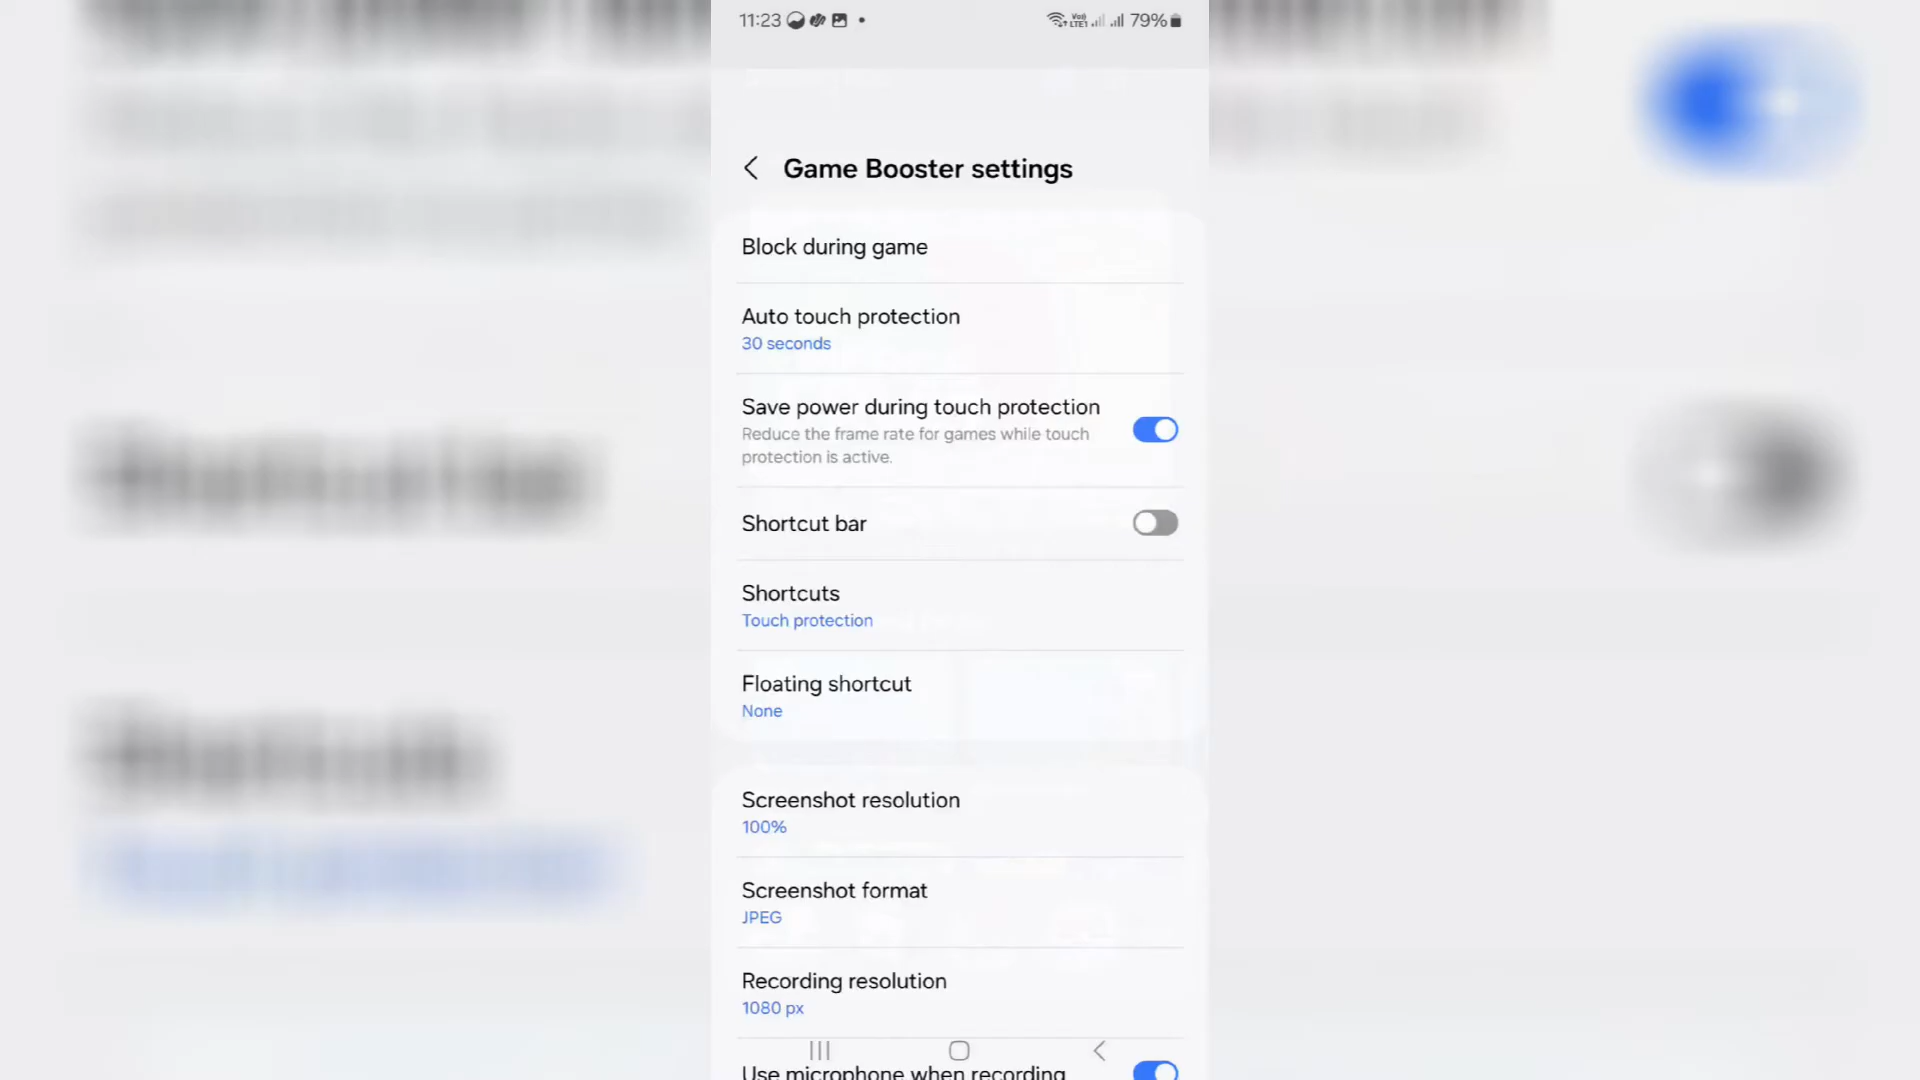 11:23 79%
Game Booster settings
Block during game
Auto touch protection
30 seconds
Save power during touch protection
Reduce the frame rate for games while touch
protection is active.
Shortcut bar
Shortcuts
Touch protection
Floating shortcut
None
Screenshot resolution
100%
Screenshot format
JPEG
Recording resolution
1080 px
Use microphone when recording